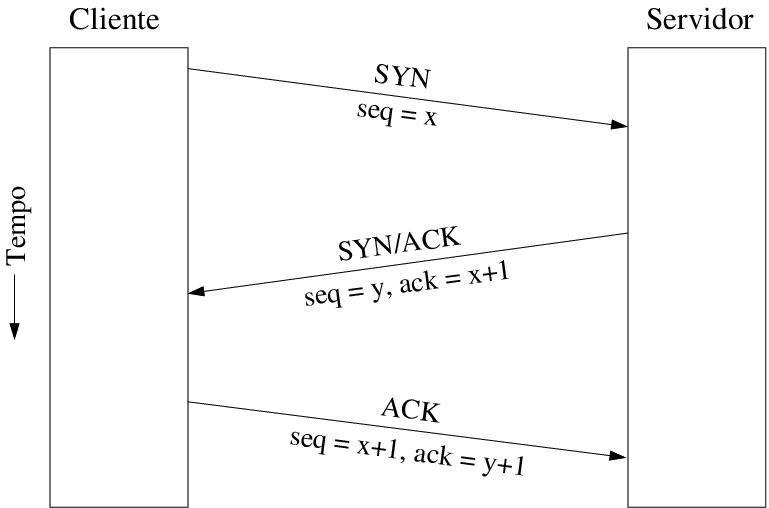 Cliente
Servidor
SYN
seq = x
Tempo
SYN/ACK
seq = y, ack = x+1
ACK
seq = x+1, ack = y+1